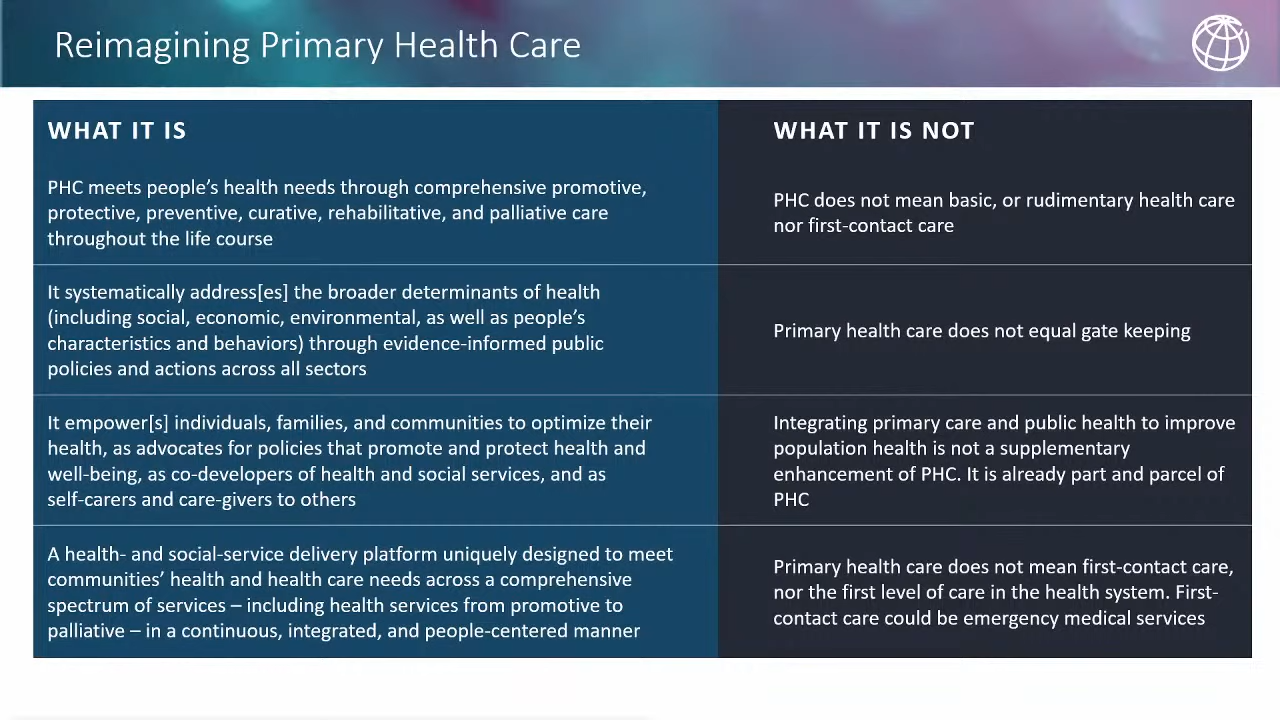 Reimagining Primary Health Care
WHAT IT IS
WHAT IT IS NOT
PHC meets people’s health needs through comprehensive promotive,
protective, preventive, curative, rehabilitative, and palliative care
throughout the life course
PHC does not mean basic, or rudimentary health care
nor first-contact care
It systematically address[es] the broader determinants of health
(including social, economic, environmental, as well as people’s
characteristics and behaviors) through evidence-informed public
policies and actions across all sectors
Primary health care does not equal gate keeping
It empower[s] individuals, families, and communities to optimize their
health, as advocates for policies that promote and protect health and
well-being, as co-developers of health and social services, and as
self-carers and care-givers to others
Integrating primary care and public health to improve
population health is not a supplementary
enhancement of PHC. It is already part and parcel of
PHC
A health- and social-service delivery platform uniquely designed to meet
communities’ health and health care needs across a comprehensive
spectrum of services – including health services from promotive to
palliative – in a continuous, integrated, and people-centered manner
Primary health care does not mean first-contact care,
nor the first level of care in the health system. First-
contact care could be emergency medical services